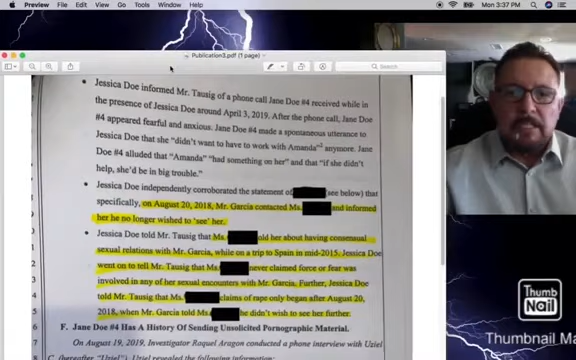 Preview File Edit View Go Tools Window Help
Mon 3:37 PM
Publication3.pdf (1 page)
Search
Jessica Doe informed Mr. Tausig of a phone call Jane Doe #4 received while in
the presence of Jessica Doe around April 3, 2019. After the phone call, Jane Doe
#4 appeared fearful and anxious. Jane Doe #4 made a spontaneous utterance to
Jessica Doe that she "didn't want to have to work with Amanda" anymore. Jane
Doe #4 alluded that "Amanda" "had something on her" and that "if she didn't
help, she'd be in big trouble."
Jessica Doe independently corroborated the statement of (see below) that
specifically, on August 20, 2018, Mr. Garcia contacted Ms. and informed
her he no longer wished to 'see' her.
Jessica Doe told Mr. Tausig that Ms. old her about having consensual
sexual relations with Mr. Garcia, while on a trip to Spain in mid-2015. Jessica Doe
went on to tell Mr. Tausig that Ms. never claimed force or fear was
involved in any of her sexual encounters with Mr. Garcia. Further, Jessica Doe
told Mr. Tausig that Ms. claims of rape only began after August 20,
2018, when Mr. Garcia told Ms. he didn't wish to see her further.
F. Jane Doe #4 Has A History Of Sending Unsolicited Pornographic Material.
On August 19, 2019, Investigator Raquel Aragon conducted a phone interview with Uziel
(hereafter "Uziel"). Uziel revealed the following information:
Thumb
Nail
Thumbnail Ma